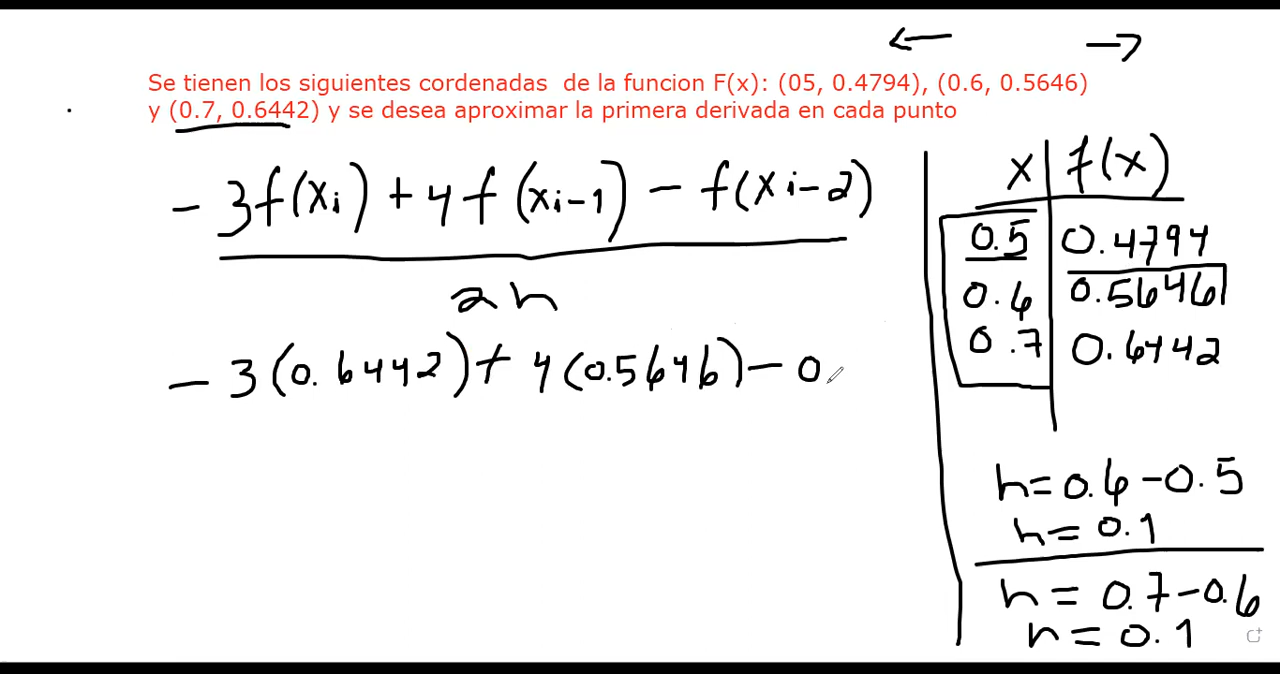 Se tienen los siguientes cordenadas de la funcion F(x): (05, 0.4794), (0.6, 0.5646)
y (0.7, 0.6442) y se desea aproximar la primera derivada en cada punto
- 3f(xi) + 4f(xi-1) - f(xi-2)
2h
- 3(0.6442) + 4(0.5646) - 0.
x f(x)
0.5 0.4794
0.6 0.5646
0.7 0.6442
h=0.6-0.5
h=0.1
h=0.7-0.6
h=0.1